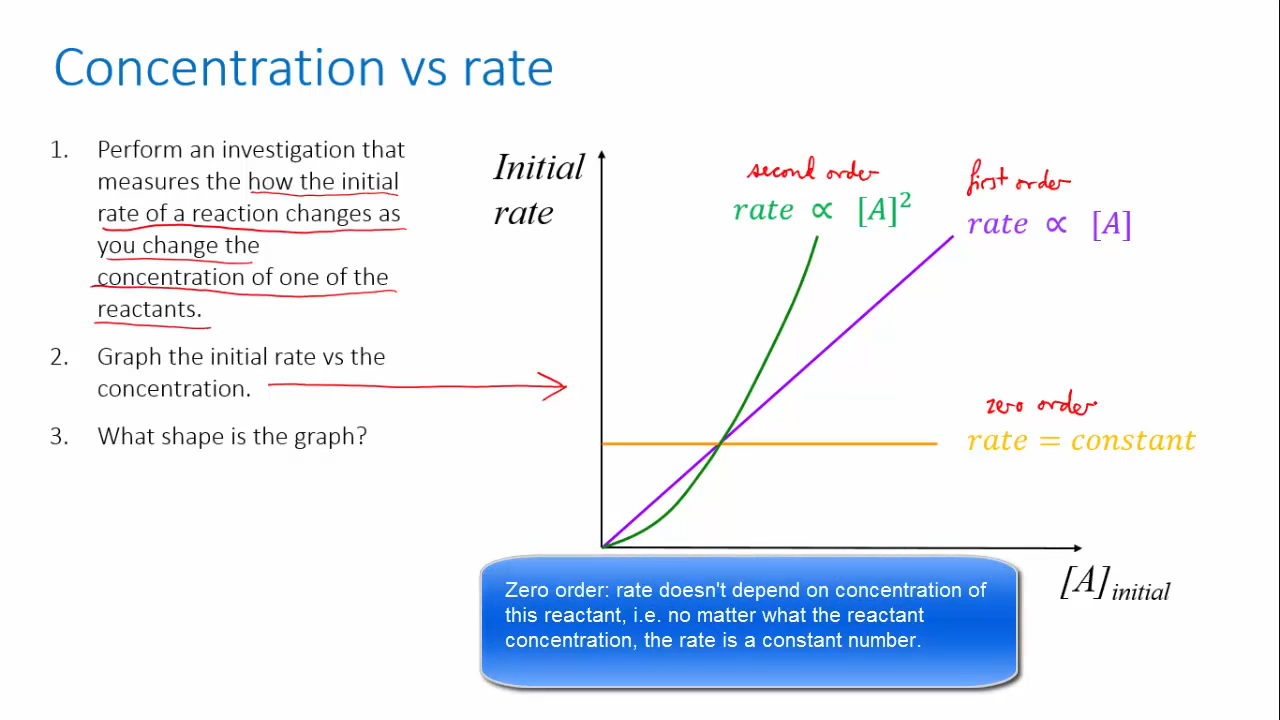 Concentration vs rate
1. Perform an investigation that
measures the how the initial
rate of a reaction changes as
you change the
concentration of one of the
reactants.
2. Graph the initial rate vs the
concentration.
3. What shape is the graph?
Initial
rate
second order
rate ∝ [A]²
first order
rate ∝ [A]
zero order
rate = constant
[A]initial
Zero order: rate doesn't depend on concentration of
this reactant, i.e. no matter what the reactant
concentration, the rate is a constant number.